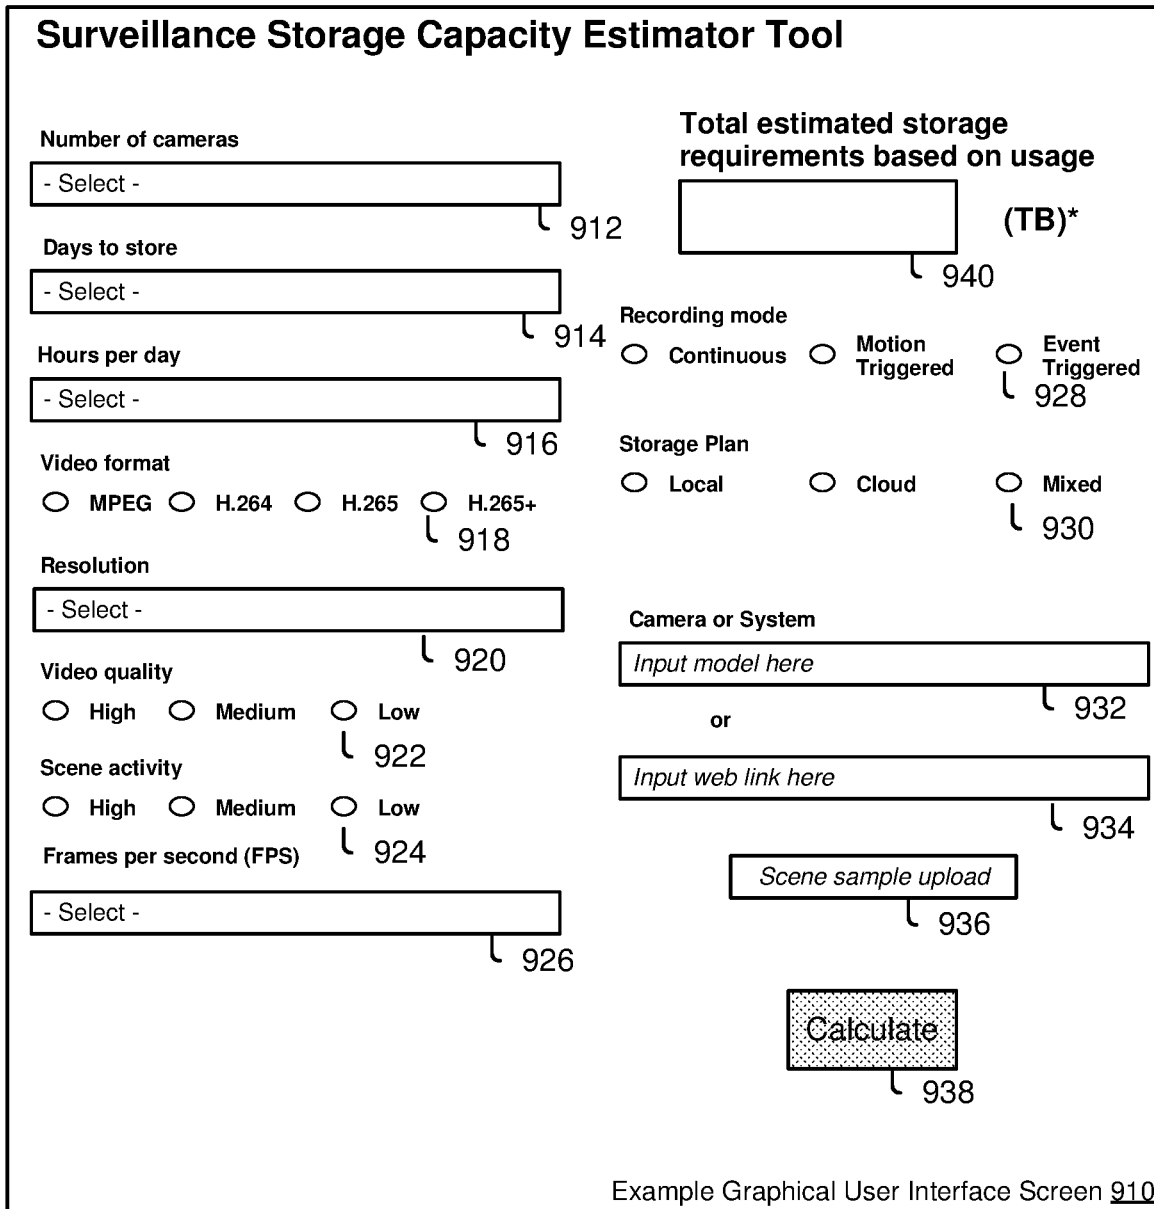 Surveillance Storage Capacity Estimator Tool
Number of cameras
- Select -
912
Days to store
- Select -
914
Hours per day
- Select -
916
Video format
MPEG H.264 H.265 H.265+
918
Resolution
- Select -
920
Video quality
High Medium Low
922
Scene activity
High Medium Low
924
Frames per second (FPS)
- Select -
926
Total estimated storage
requirements based on usage
(TB)*
940
Recording mode
Continuous Motion Triggered Event Triggered
928
Storage Plan
Local Cloud Mixed
930
Camera or System
Input model here
932
or
Input web link here
934
Scene sample upload
936
Calculate
938
Example Graphical User Interface Screen 910